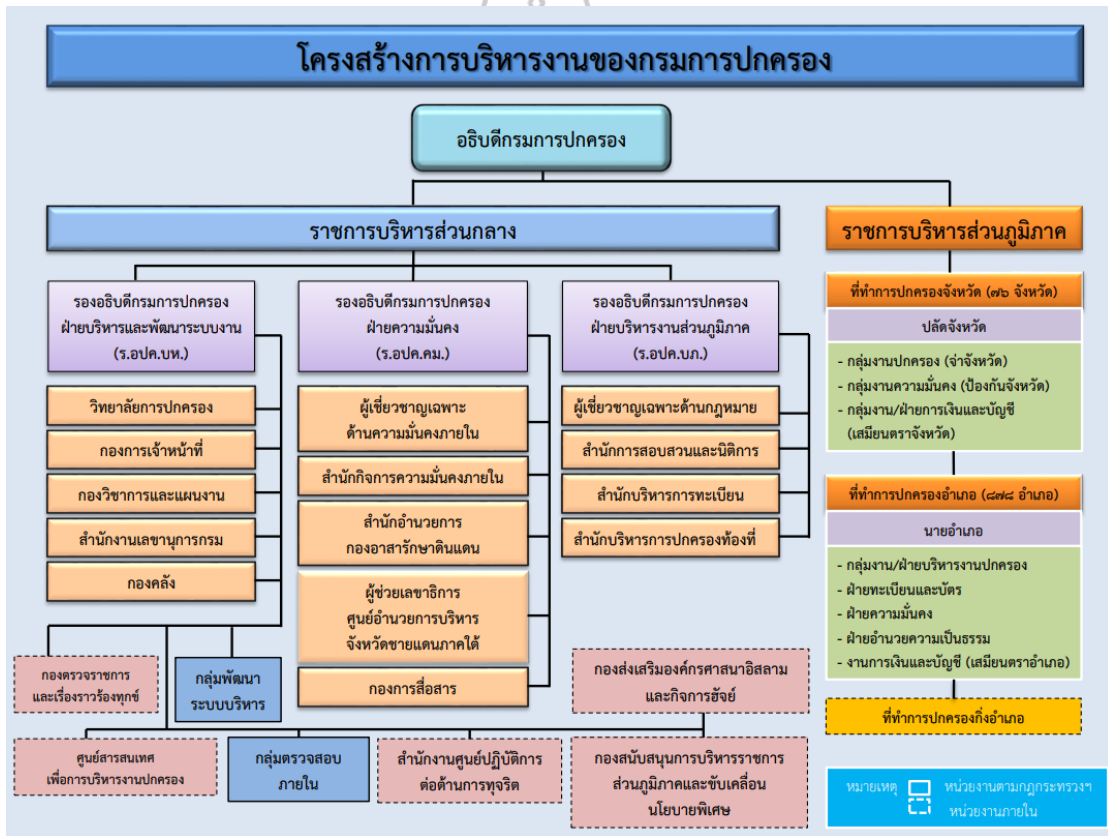 โครงสร้างการบริหารงานของกรมการปกครอง
อธิบดีกรมการปกครอง
ราชการบริหารส่วนกลาง
ราชการบริหารส่วนภูมิภาค
รองอธิบดีกรมการปกครอง
ฝ่ายบริหารและพัฒนาระบบงาน
(ร.อปค.บห.)
วิทยาลัยการปกครอง
กองการเจ้าหน้าที่
กองวิชาการและแผนงาน
สำนักงานเลขานุการกรม
กองคลัง
รองอธิบดีกรมการปกครอง
ฝ่ายความมั่นคง
(ร.อปค.คม.)
ผู้เชี่ยวชาญเฉพาะ
ด้านความมั่นคงภายใน
สำนักกิจการความมั่นคงภายใน
สำนักอำนวยการ
กองอาสารักษาดินแดน
ผู้ช่วยเลขาธิการ
ศูนย์อำนวยการบริหาร
จังหวัดชายแดนภาคใต้
กองการสื่อสาร
รองอธิบดีกรมการปกครอง
ฝ่ายบริหารงานส่วนภูมิภาค
(ร.อปค.บภ.)
ผู้เชี่ยวชาญเฉพาะด้านกฎหมาย
สำนักการสอบสวนและนิติการ
สำนักบริหารการทะเบียน
สำนักบริหารการปกครองท้องที่
ที่ทำการปกครองจังหวัด (๗๖ จังหวัด)
ปลัดจังหวัด
- กลุ่มงานปกครอง (จ่าจังหวัด)
- กลุ่มงานความมั่นคง (ป้องกันจังหวัด)
- กลุ่มงาน/ฝ่ายการเงินและบัญชี
(เสมียนตราจังหวัด)
ที่ทำการปกครองอำเภอ (๘๗๘ อำเภอ)
นายอำเภอ
- กลุ่มงาน/ฝ่ายบริหารงานปกครอง
- ฝ่ายทะเบียนและบัตร
- ฝ่ายความมั่นคง
- ฝ่ายอำนวยความเป็นธรรม
- งานการเงินและบัญชี (เสมียนตราอำเภอ)
ที่ทำการปกครองกิ่งอำเภอ
กองตรวจราชการ
และเรื่องราวร้องทุกข์
กลุ่มพัฒนา
ระบบบริหาร
กองส่งเสริมองค์กรศาสนาอิสลาม
และกิจการฮัจย์
ศูนย์สารสนเทศ
เพื่อการบริหารงานปกครอง
กลุ่มตรวจสอบ
ภายใน
สำนักงานศูนย์ปฏิบัติการ
ต่อต้านการทุจริต
กองสนับสนุนการบริหารราชการ
ส่วนภูมิภาคและขับเคลื่อน
นโยบายพิเศษ
หมายเหตุ หน่วยงานตามกฎกระทรวงฯ
หน่วยงานภายใน